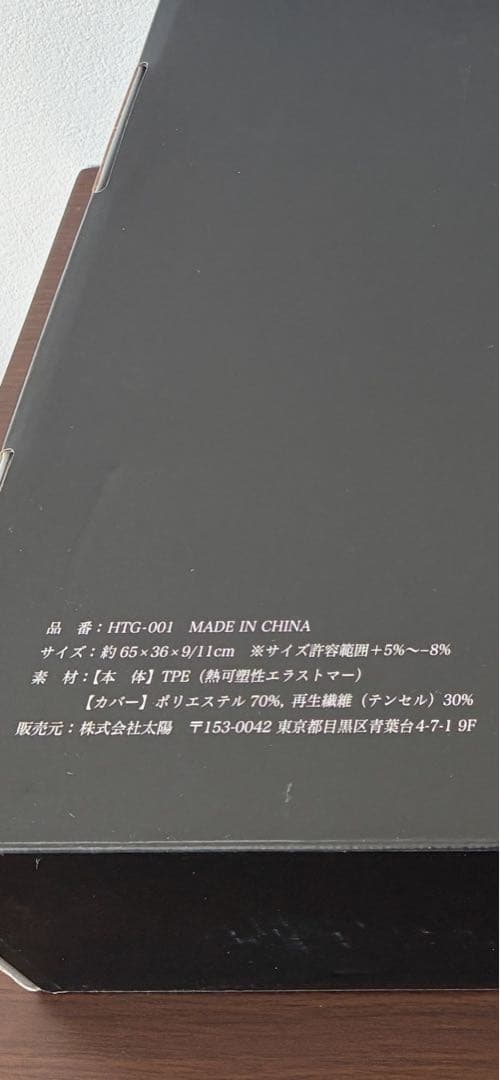 品　番：HTG-001　MADE IN CHINA
サイズ：約 65×36×9/11cm　※サイズ許容範囲＋5%〜−8%
素　材：【本　体】TPE（熱可塑性エラストマー）
【カバー】ポリエステル 70%, 再生繊維（テンセル）30%
販売元：株式会社太陽　〒153-0042 東京都目黒区青葉台4-7-1 9F